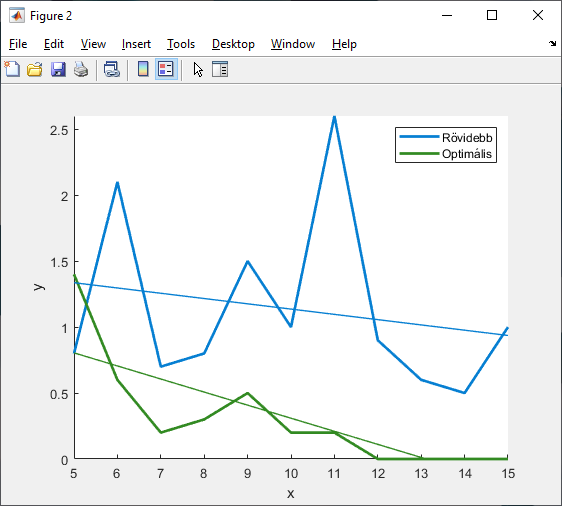 Figure 2
File Edit View Insert Tools Desktop Window Help
Rövidebb
Optimális
2.5
2
1.5
1
0.5
0
y
5 6 7 8 9 10 11 12 13 14 15
x